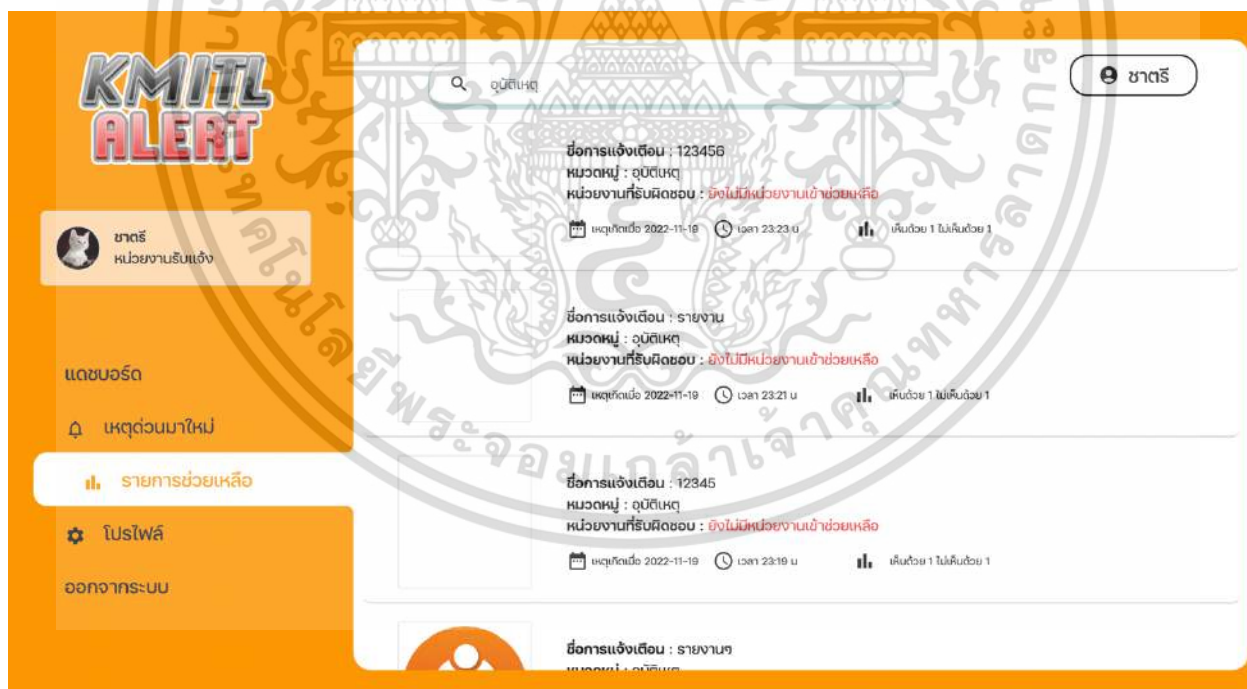 KMITL
ALERT
อุบัติเหตุ
ชาตรี
ชาตรี
หน่วยงานรับแจ้ง
แดชบอร์ด
เหตุด่วนมาใหม่
รายการช่วยเหลือ
โปรไฟล์
ออกจากระบบ
ชื่อการแจ้งเตือน : 123456
หมวดหมู่ : อุบัติเหตุ
หน่วยงานที่รับผิดชอบ : ยังไม่มีหน่วยงานเข้าช่วยเหลือ
เหตุเกิดเมื่อ 2022-11-19 เวลา 23:23 น เห็นด้วย 1 ไม่เห็นด้วย 1
ชื่อการแจ้งเตือน : รายงาน
หมวดหมู่ : อุบัติเหตุ
หน่วยงานที่รับผิดชอบ : ยังไม่มีหน่วยงานเข้าช่วยเหลือ
เหตุเกิดเมื่อ 2022-11-19 เวลา 23:21 น เห็นด้วย 1 ไม่เห็นด้วย 1
ชื่อการแจ้งเตือน : 12345
หมวดหมู่ : อุบัติเหตุ
หน่วยงานที่รับผิดชอบ : ยังไม่มีหน่วยงานเข้าช่วยเหลือ
เหตุเกิดเมื่อ 2022-11-19 เวลา 23:19 น เห็นด้วย 1 ไม่เห็นด้วย 1
ชื่อการแจ้งเตือน : รายงานๆ
หมวดหมู่ : อุบัติเหตุ